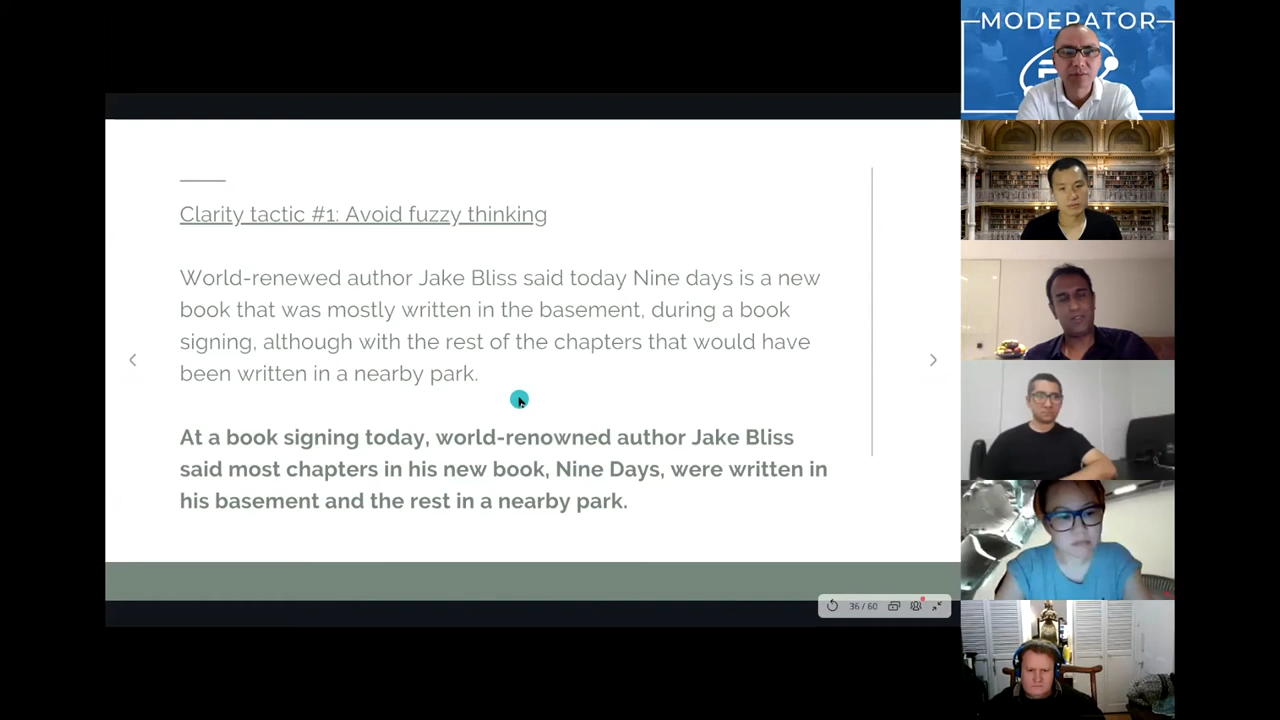 MODERATOR
Clarity tactic #1: Avoid fuzzy thinking
World-renewed author Jake Bliss said today Nine days is a new
book that was mostly written in the basement, during a book
signing, although with the rest of the chapters that would have
been written in a nearby park.
At a book signing today, world-renowned author Jake Bliss
said most chapters in his new book, Nine Days, were written in
his basement and the rest in a nearby park.
36 / 60